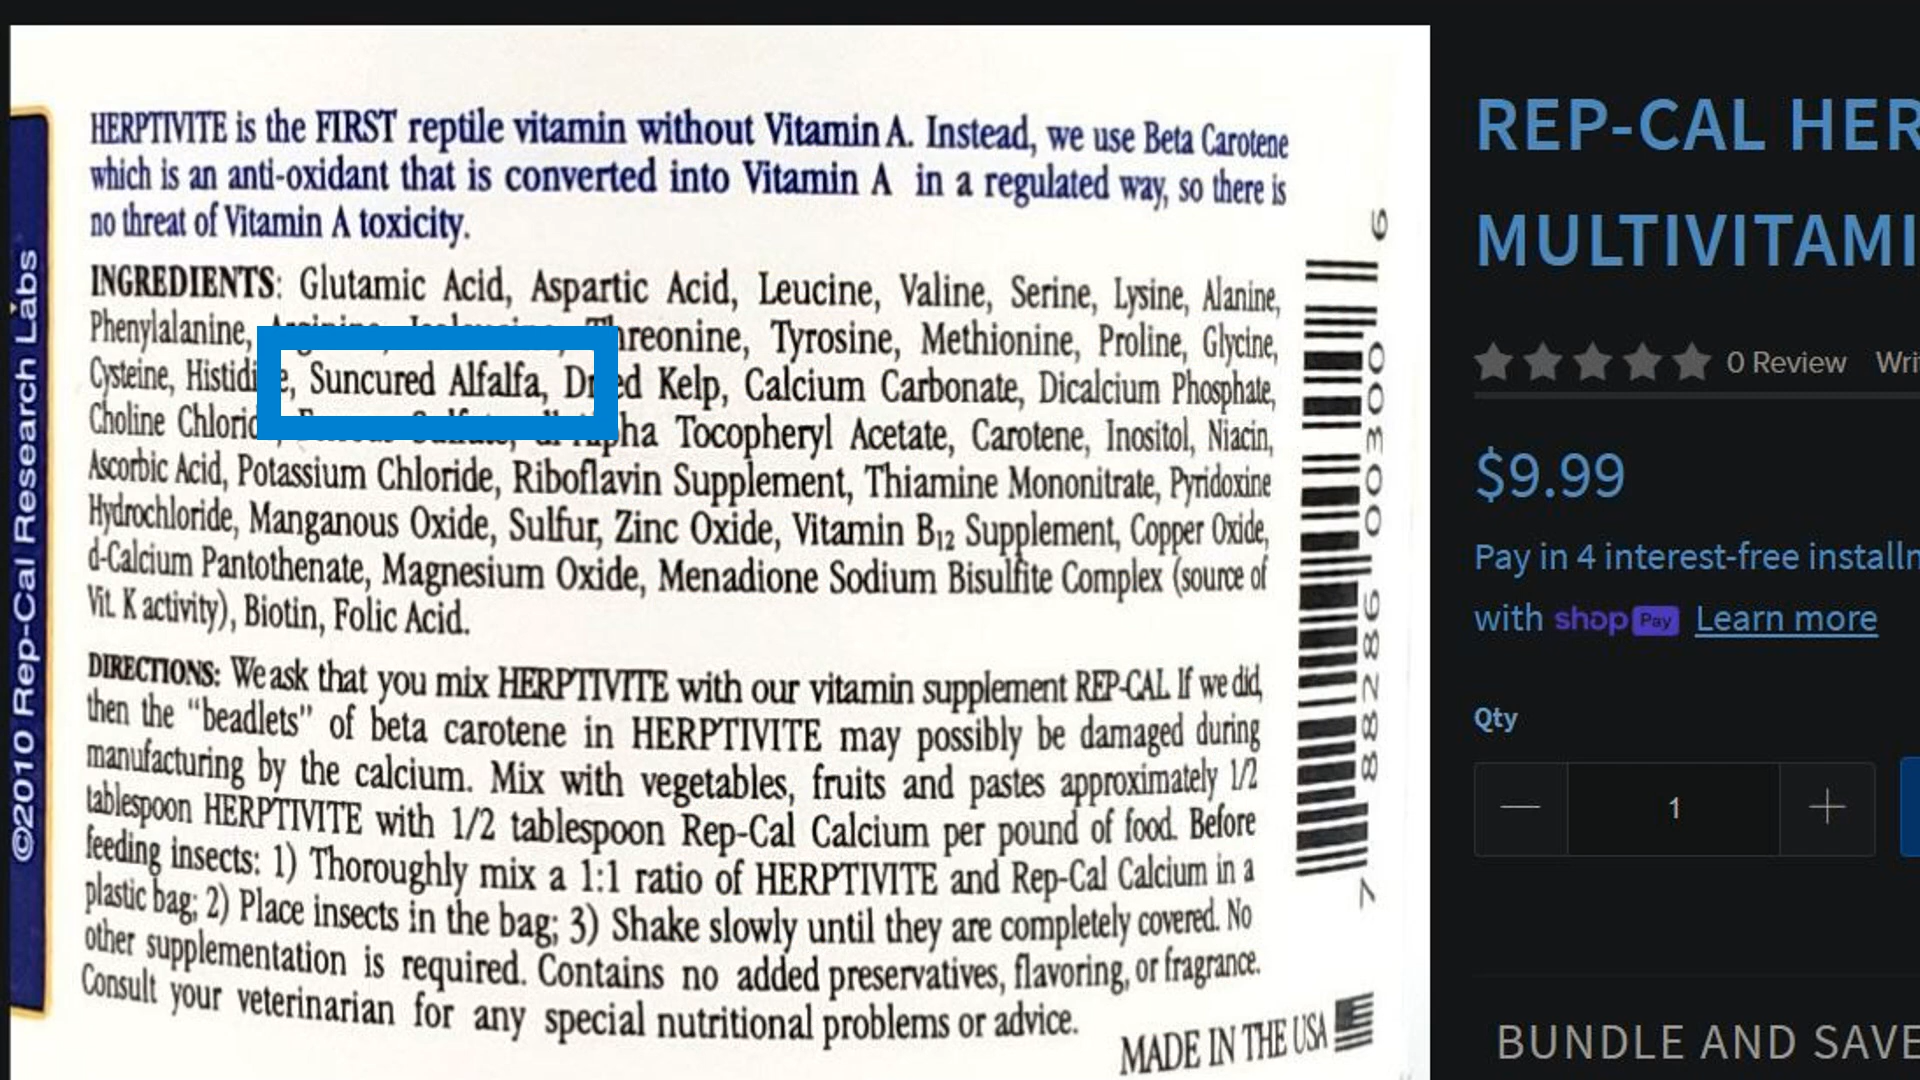 ©2010 Rep-Cal Research Labs
HERPTIVITE is the FIRST reptile vitamin without Vitamin A. Instead, we use Beta Carotene
which is an anti-oxidant that is converted into Vitamin A in a regulated way, so there is
no threat of Vitamin A toxicity.
INGREDIENTS: Glutamic Acid, Aspartic Acid, Leucine, Valine, Serine, Lysine, Alanine,
Phenylalanine, Threonine, Tyrosine, Methionine, Proline, Glycine,
Cysteine, Histidine, Suncured Alfalfa, Dried Kelp, Calcium Carbonate, Dicalcium Phosphate,
Choline Tocopheryl Acetate, Carotene, Inositol, Niacin,
Ascorbic Acid, Potassium Chloride, Riboflavin Supplement, Thiamine Mononitrate, Pyridoxine
Hydrochloride, Manganous Oxide, Sulfur, Zinc Oxide, Vitamin B12 Supplement, Copper Oxide,
d-Calcium Pantothenate, Magnesium Oxide, Menadione Sodium Bisulfite Complex (source of
Vit. K activity), Biotin, Folic Acid.
DIRECTIONS: We ask that you mix HERPTIVITE with our vitamin supplement REP-CAL. If we did,
then the “beadlets” of beta carotene in HERPTIVITE may possibly be damaged during
manufacturing by the calcium. Mix with vegetables, fruits and pastes approximately 1/2
tablespoon HERPTIVITE with 1/2 tablespoon Rep-Cal Calcium per pound of food. Before
feeding insects: 1) Thoroughly mix a 1:1 ratio of HERPTIVITE and Rep-Cal Calcium in a
plastic bag; 2) Place insects in the bag; 3) Shake slowly until they are completely covered. No
other supplementation is required. Contains no added preservatives, flavoring, or fragrance.
Consult your veterinarian for any special nutritional problems or advice.
MADE IN THE USA
7 88286 00300 6
REP-CAL HER
MULTIVITAMI
0 Review Wri
$9.99
Pay in 4 interest-free installn
with shop Pay Learn more
Qty
1
BUNDLE AND SAVE